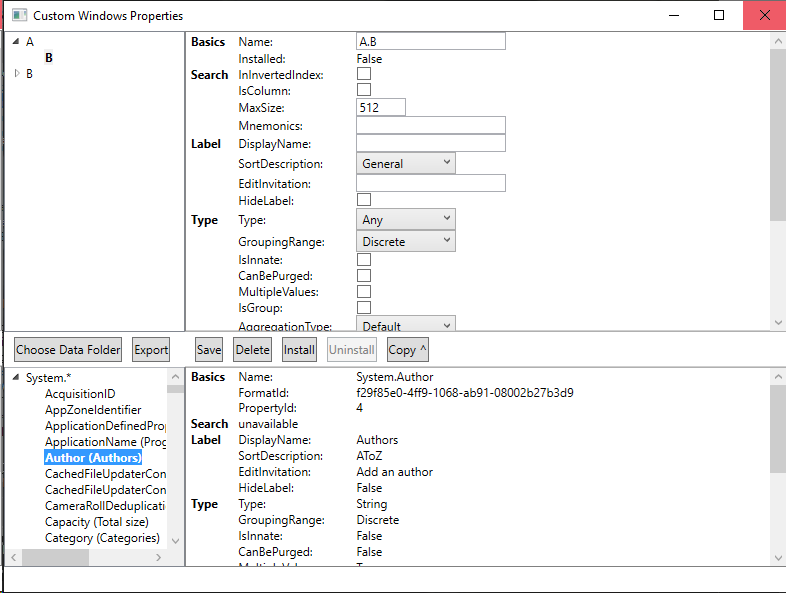 Custom Windows Properties
A
B
B
Basics Name: A.B
Installed: False
Search InInvertedIndex:
IsColumn:
MaxSize: 512
Mnemonics:
Label DisplayName:
SortDescription: General
EditInvitation:
HideLabel:
Type Type: Any
GroupingRange: Discrete
IsInnate:
CanBePurged:
MultipleValues:
IsGroup:
AggregationType: Default
Choose Data Folder Export Save Delete Install Uninstall Copy ^
System.*
AcquisitionID
AppZoneIdentifier
ApplicationDefinedPro
ApplicationName (Prog
Author (Authors)
CachedFileUpdaterCon
CachedFileUpdaterCon
CameraRollDeduplicati
Capacity (Total size)
Category (Categories)
Basics Name: System.Author
FormatId: f29f85e0-4ff9-1068-ab91-08002b27b3d9
PropertyId: 4
Search unavailable
Label DisplayName: Authors
SortDescription: AToZ
EditInvitation: Add an author
HideLabel: False
Type Type: String
GroupingRange: Discrete
IsInnate: False
CanBePurged: False